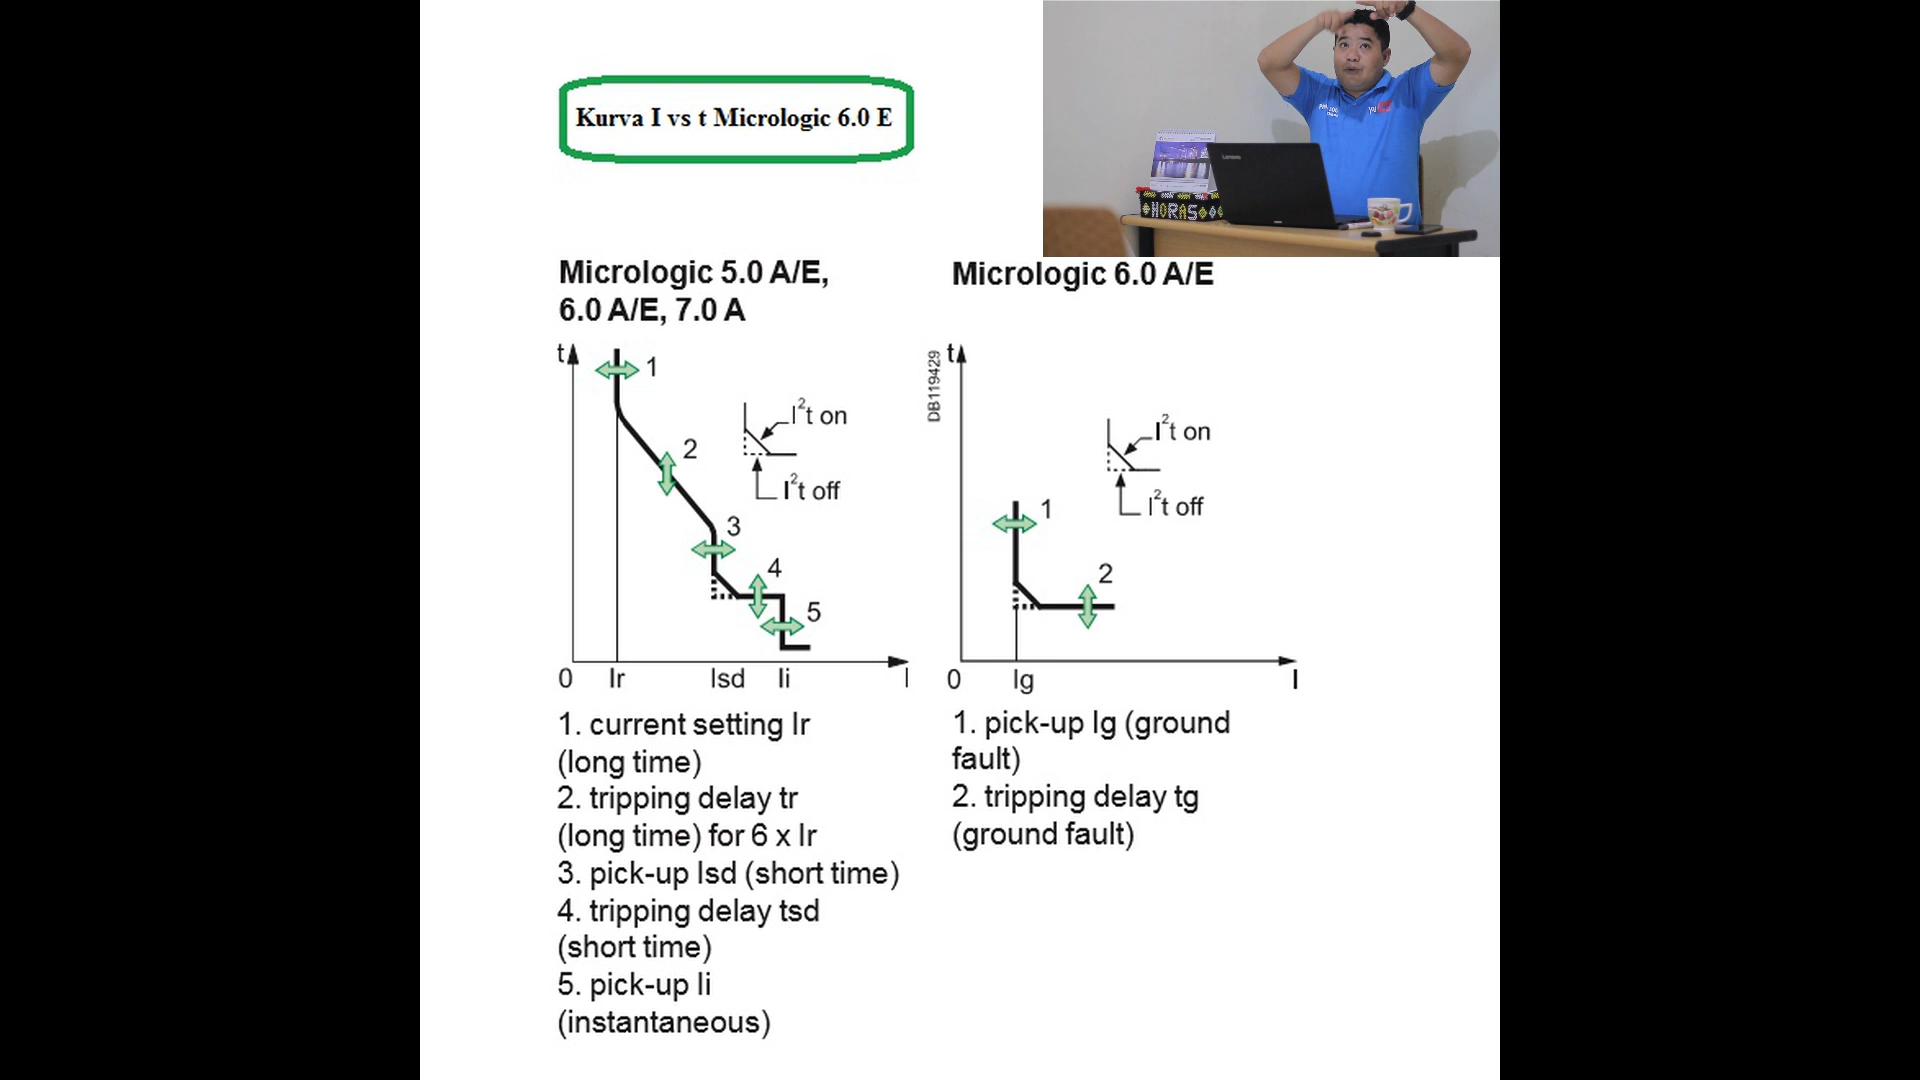 Kurva I vs t Micrologic 6.0 E
Lenovo
HORAS
Micrologic 5.0 A/E,
6.0 A/E, 7.0 A
t
1
2
I²t on
I²t off
3
4
5
0 Ir Isd Ii I
1. current setting Ir
(long time)
2. tripping delay tr
(long time) for 6 x Ir
3. pick-up Isd (short time)
4. tripping delay tsd
(short time)
5. pick-up Ii
(instantaneous)
Micrologic 6.0 A/E
DB119429
t
I²t on
I²t off
1
2
0 Ig I
1. pick-up Ig (ground
fault)
2. tripping delay tg
(ground fault)